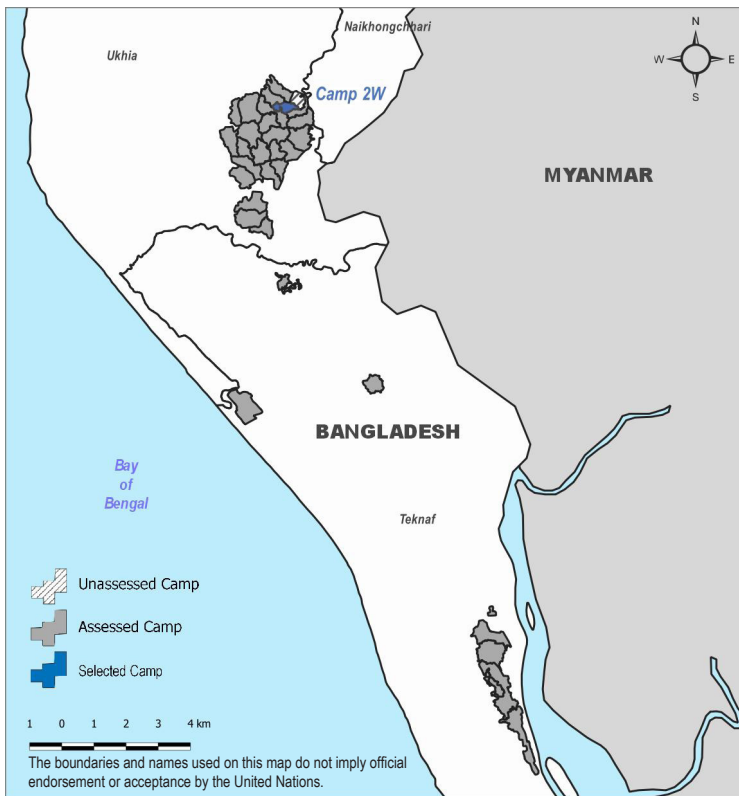 Naikhongchhari
Ukhia
N
W
E
S
Camp 2W
MYANMAR
BANGLADESH
Bay
of
Bengal
Teknaf
Unassessed Camp
Assessed Camp
Selected Camp
1 0 1 2 3 4 km
The boundaries and names used on this map do not imply official
endorsement or acceptance by the United Nations.